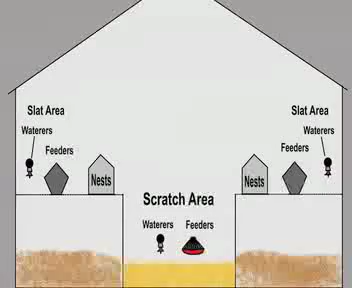 Slat Area
Waterers
Feeders
Nests
Scratch Area
Waterers
Feeders
Slat Area
Waterers
Feeders
Nests